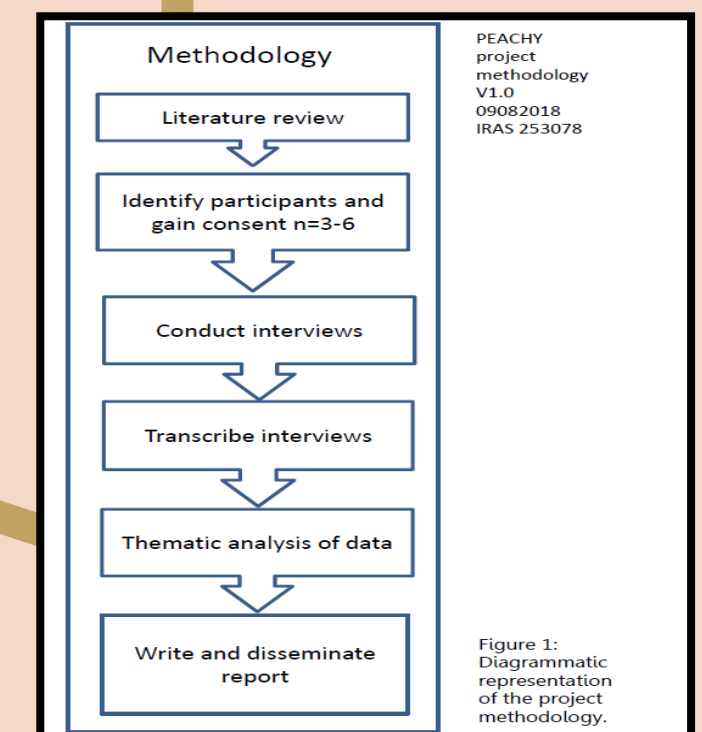 Methodology
Literature review
Identify participants and
gain consent n=3-6
Conduct interviews
Transcribe interviews
Thematic analysis of data
Write and disseminate
report
PEACHY
project
methodology
V1.0
09082018
IRAS 253078
Figure 1:
Diagrammatic
representation
of the project
methodology.